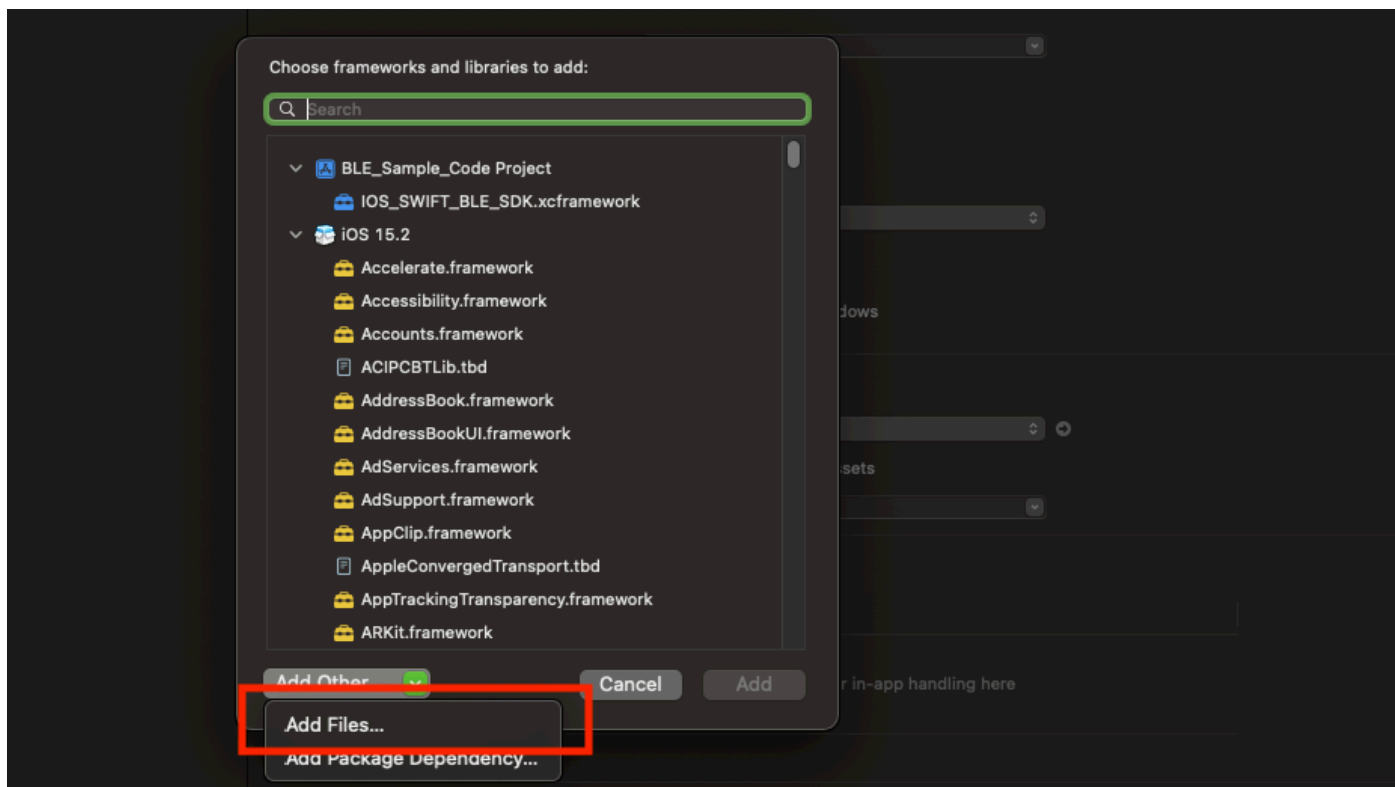 Choose frameworks and libraries to add:
Search
BLE_Sample_Code Project
IOS_SWIFT_BLE_SDK.xcframework
iOS 15.2
Accelerate.framework
Accessibility.framework
dows
Accounts.framework
ACIPCBTLib.tbd
AddressBook.framework
AddressBookUI.framework
AdServices.framework
ssets
AdSupport.framework
AppClip.framework
AppleConvergedTransport.tbd
AppTrackingTransparency.framework
ARKit.framework
Add Other...
Cancel
Add
r in-app handling here
Add Files...
Add Package Dependency...